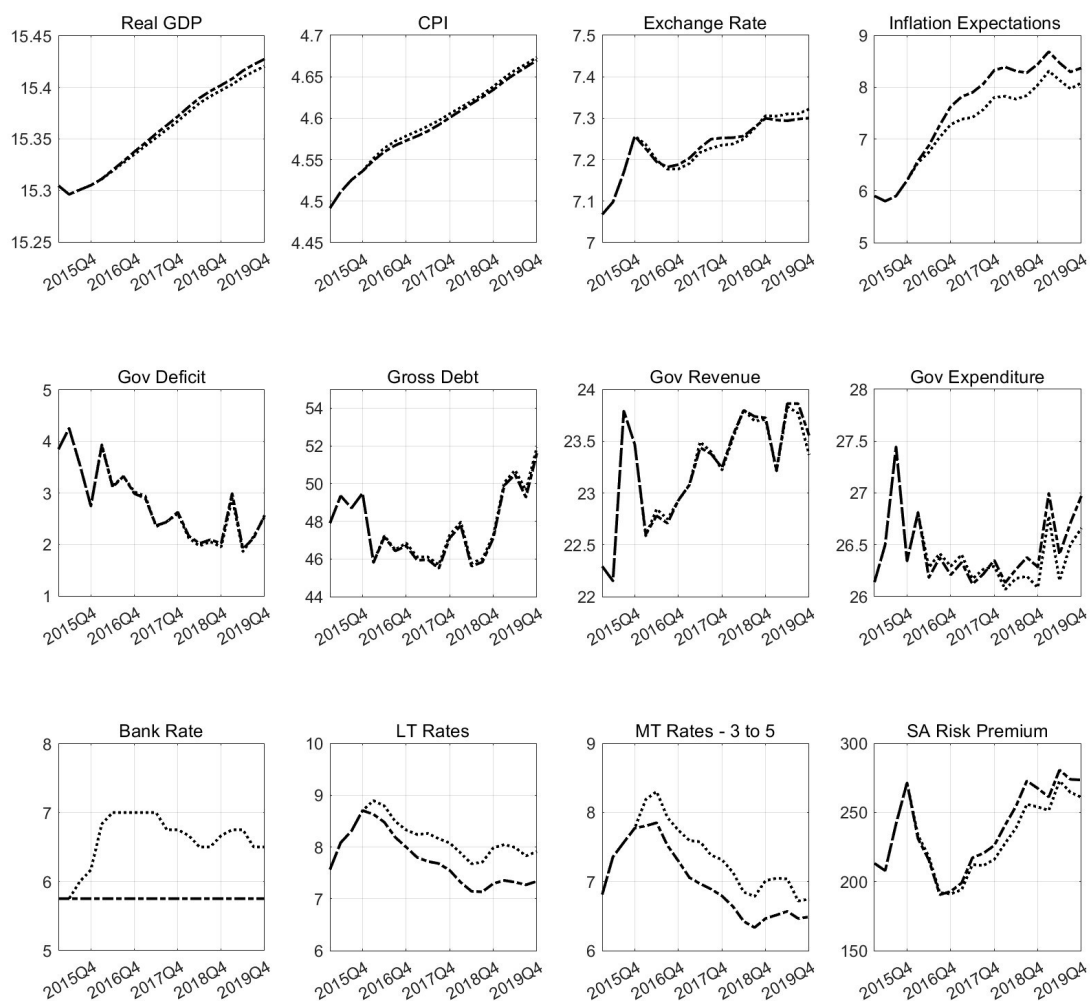 Real GDP
15.45
15.4
15.35
15.3
15.25
2015Q4
2016Q4
2017Q4
2018Q4
2019Q4
CPI
4.7
4.65
4.6
4.55
4.5
4.45
2015Q4
2016Q4
2017Q4
2018Q4
2019Q4
Exchange Rate
7.5
7.4
7.3
7.2
7.1
7
2015Q4
2016Q4
2017Q4
2018Q4
2019Q4
Inflation Expectations
9
8
7
6
5
2015Q4
2016Q4
2017Q4
2018Q4
2019Q4
Gov Deficit
5
4
3
2
1
2015Q4
2016Q4
2017Q4
2018Q4
2019Q4
Gross Debt
54
52
50
48
46
44
2015Q4
2016Q4
2017Q4
2018Q4
2019Q4
Gov Revenue
24
23.5
23
22.5
22
2015Q4
2016Q4
2017Q4
2018Q4
2019Q4
Gov Expenditure
28
27.5
27
26.5
26
2015Q4
2016Q4
2017Q4
2018Q4
2019Q4
Bank Rate
8
7
6
5
2015Q4
2016Q4
2017Q4
2018Q4
2019Q4
LT Rates
10
9
8
7
6
2015Q4
2016Q4
2017Q4
2018Q4
2019Q4
MT Rates - 3 to 5
9
8
7
6
2015Q4
2016Q4
2017Q4
2018Q4
2019Q4
SA Risk Premium
300
250
200
150
2015Q4
2016Q4
2017Q4
2018Q4
2019Q4